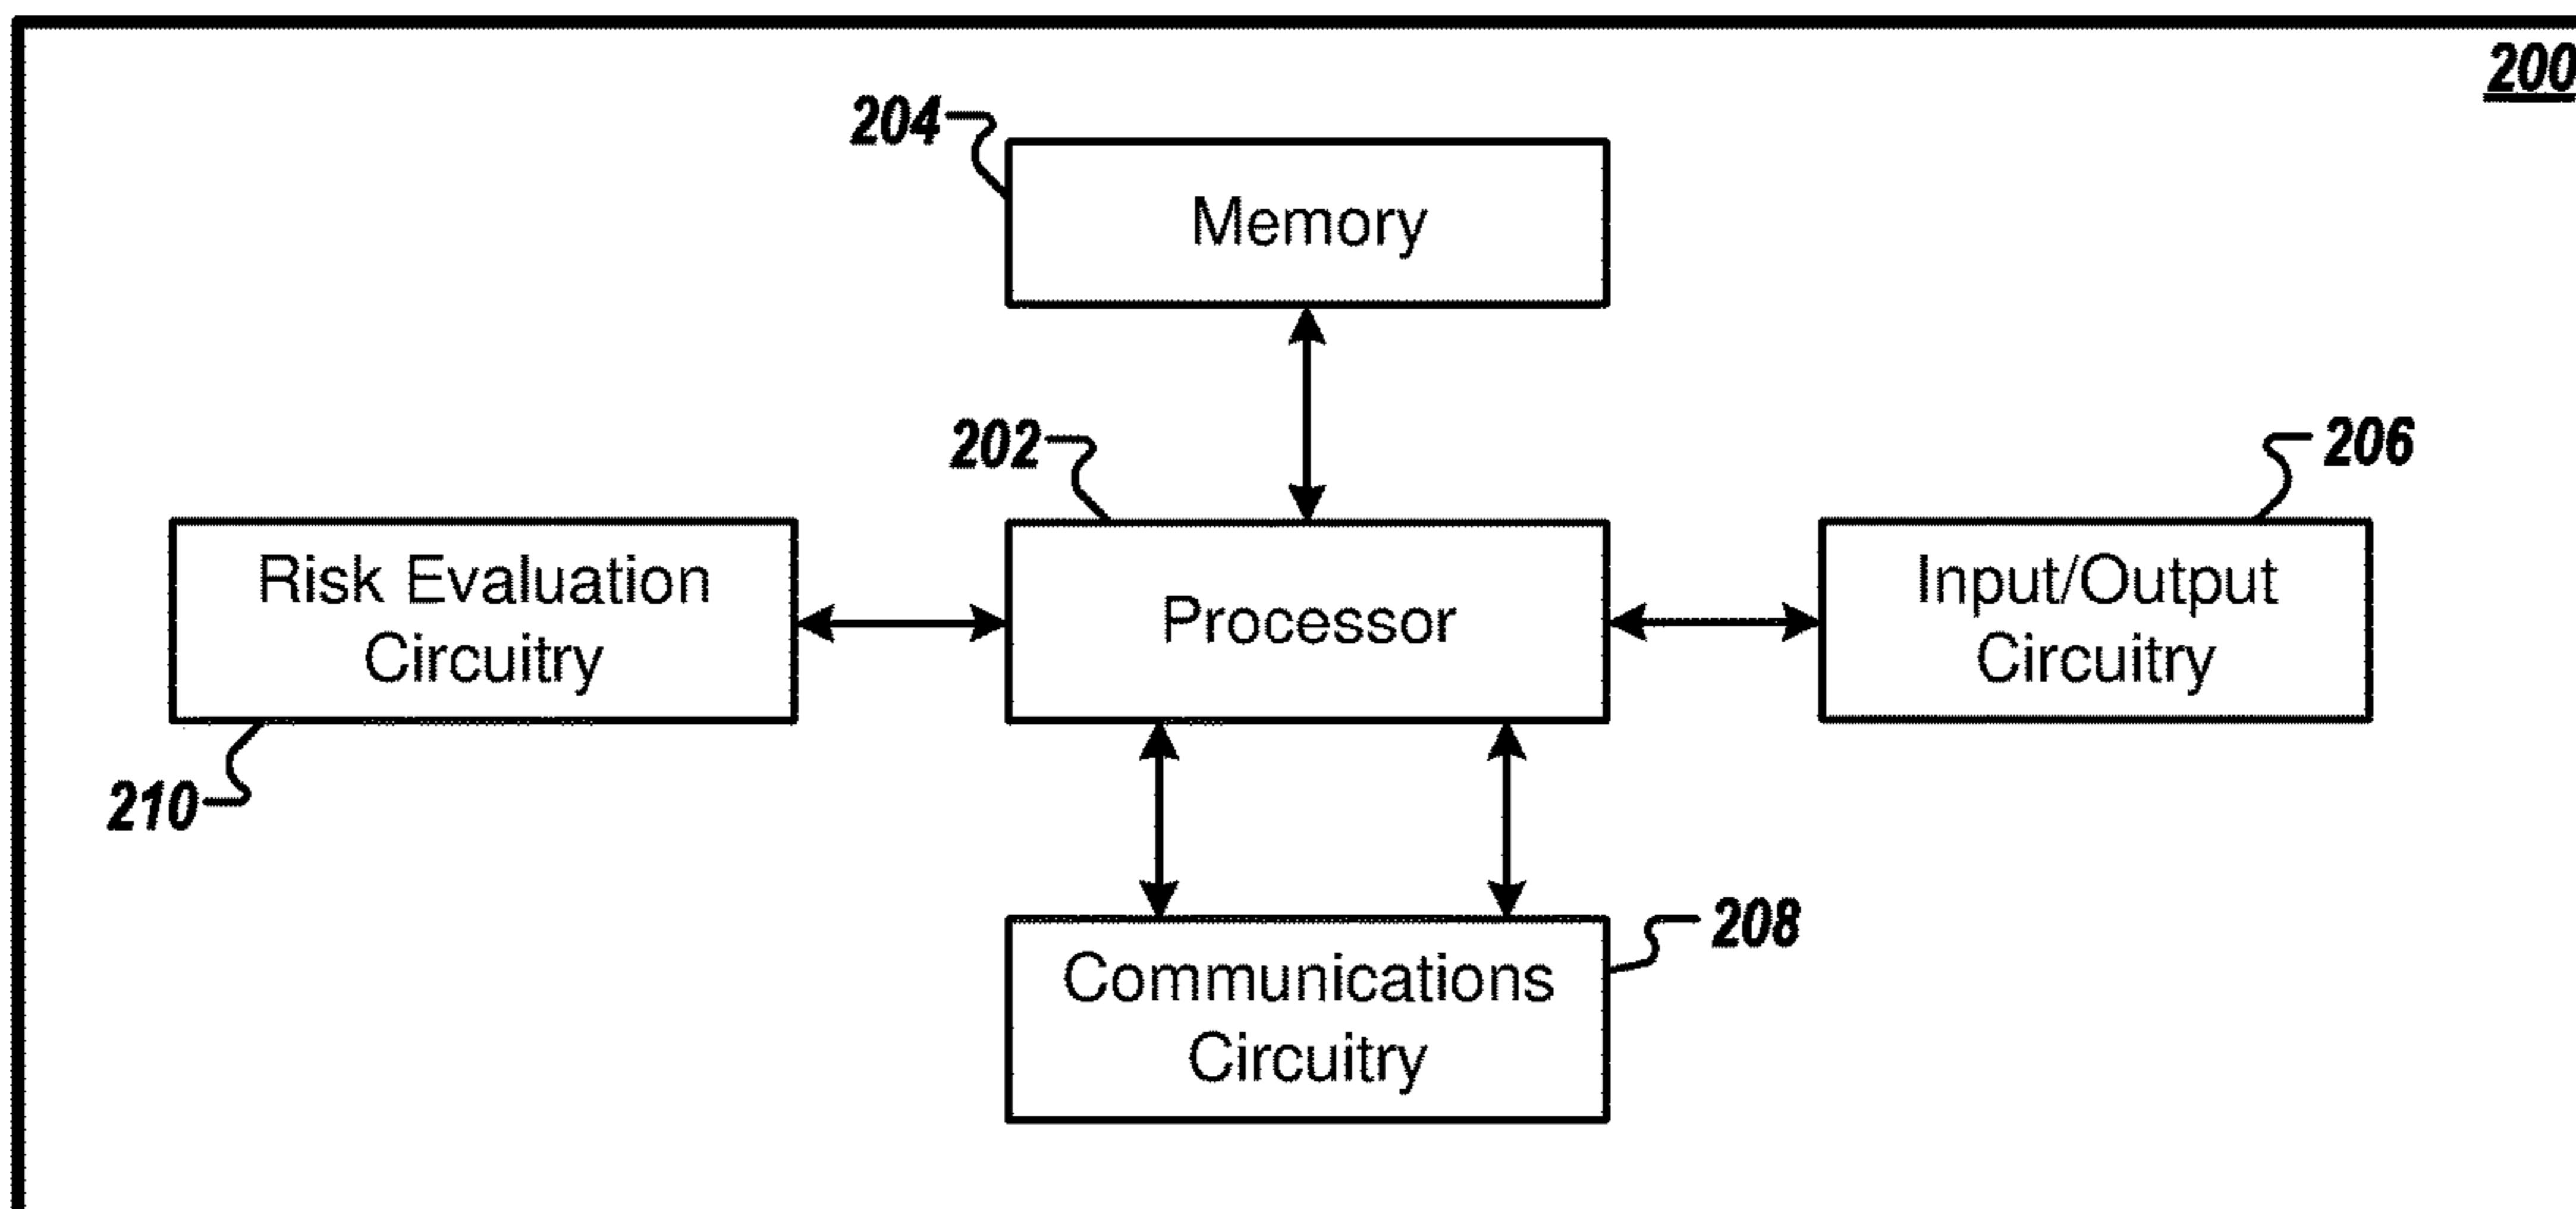 200
204
Memory
202
206
Risk Evaluation
Circuitry
Processor
Input/Output
Circuitry
210
208
Communications
Circuitry